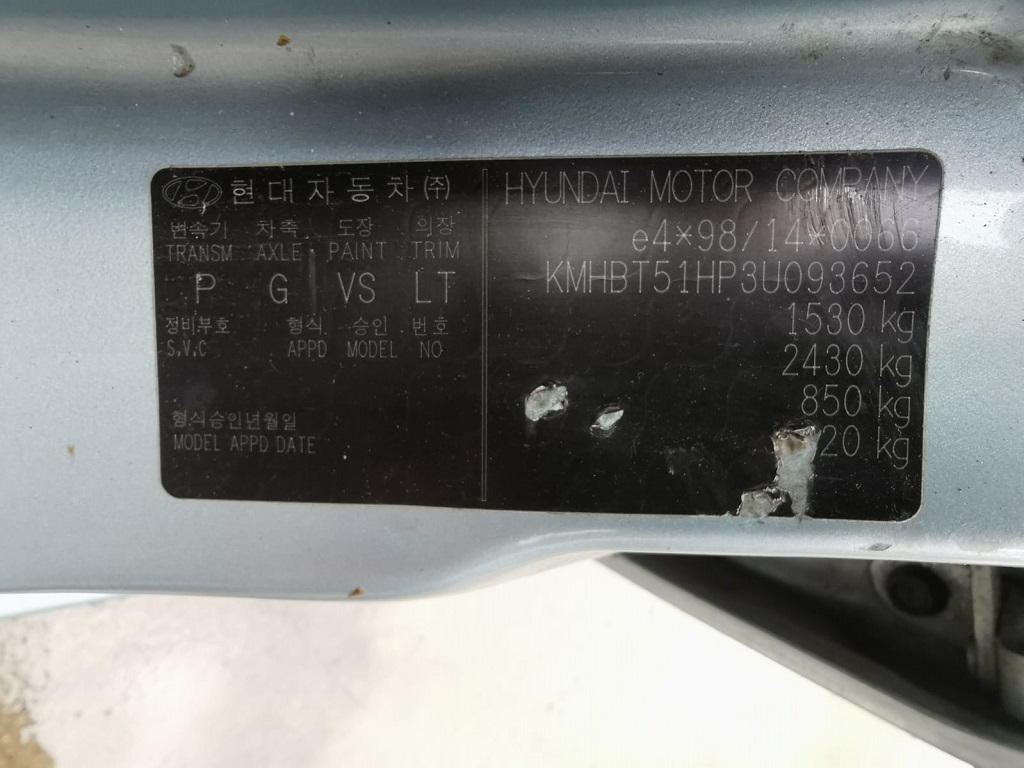 현대자동차(주)
변속기 차축 도장 의장
TRANSM AXLE PAINT TRIM
P G VS LT
정비부호 형식 승인 번호
S.V.C APPD MODEL NO
형식승인년월일
MODEL APPD DATE
HYUNDAI MOTOR COMPANY
e4*98/14*0066
KMHBT51HP3U093652
1530 kg
2430 kg
850 kg
20 kg